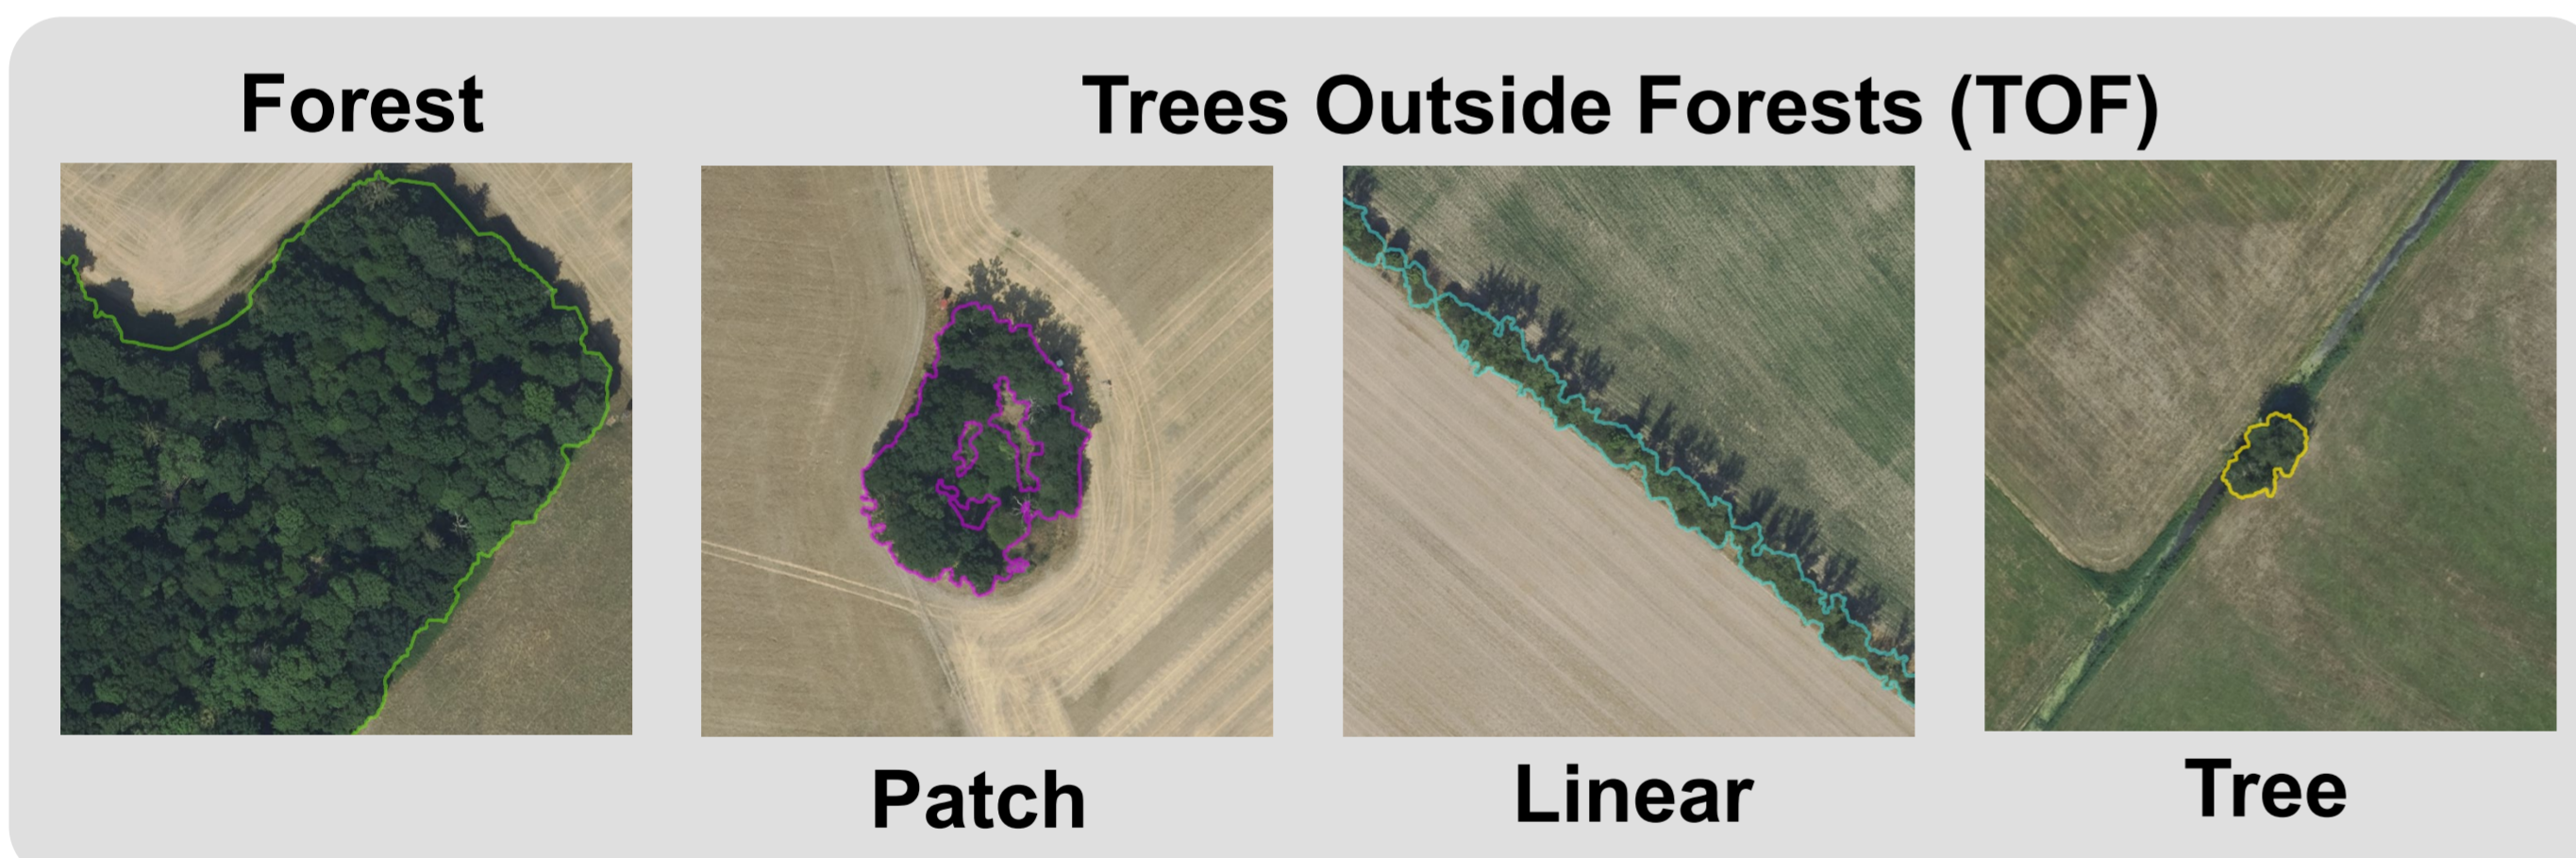 Forest
Trees Outside Forests (TOF)
Patch
Linear
Tree